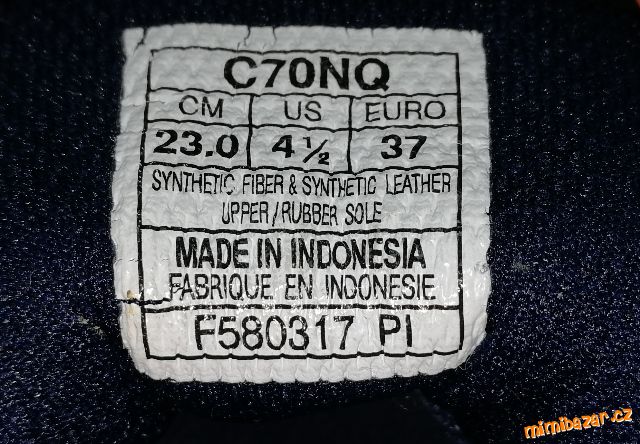 C70NQ
CM US EURO
23.0 4 ½ 37
SYNTHETIC FIBER & SYNTHETIC LEATHER
UPPER/RUBBER SOLE
MADE IN INDONESIA
FABRIQUE EN INDONESIE
F580317 PI
mimibazar.cz